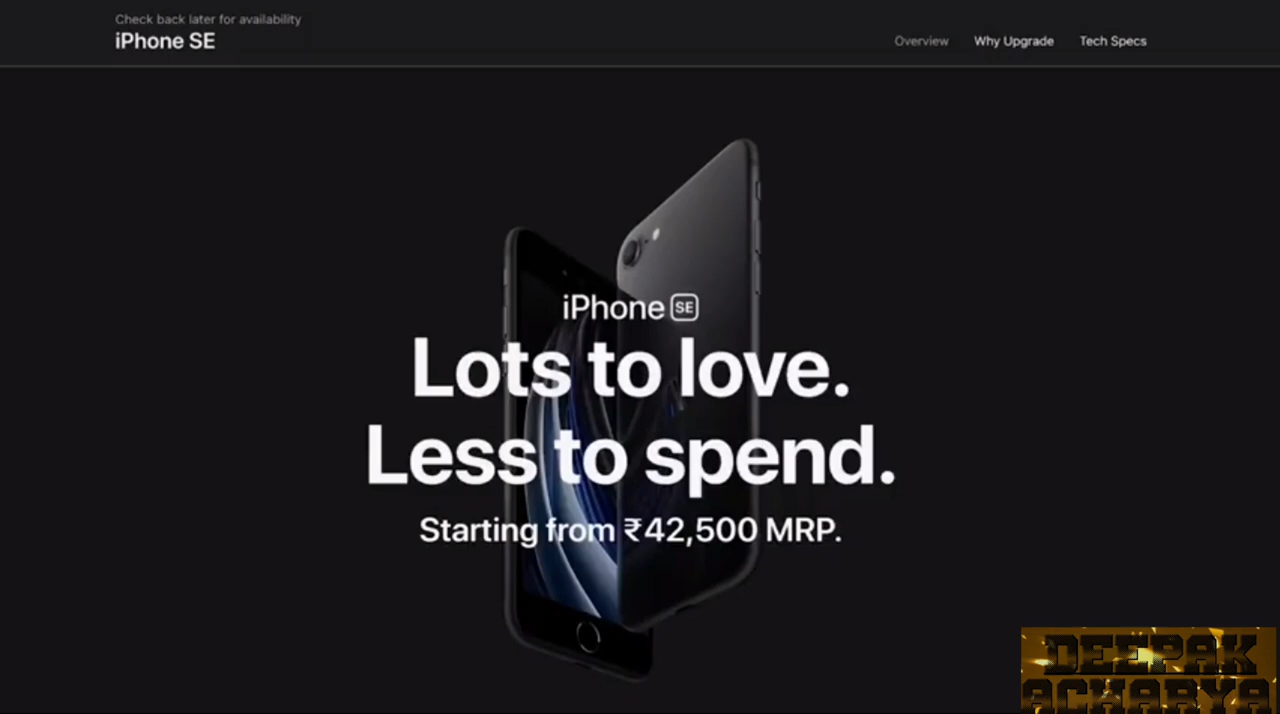 Check back later for availability
iPhone SE
Overview Why Upgrade Tech Specs
iPhone SE
Lots to love.
Less to spend.
Starting from ₹42,500 MRP.
DEEPAK
ACHARYA